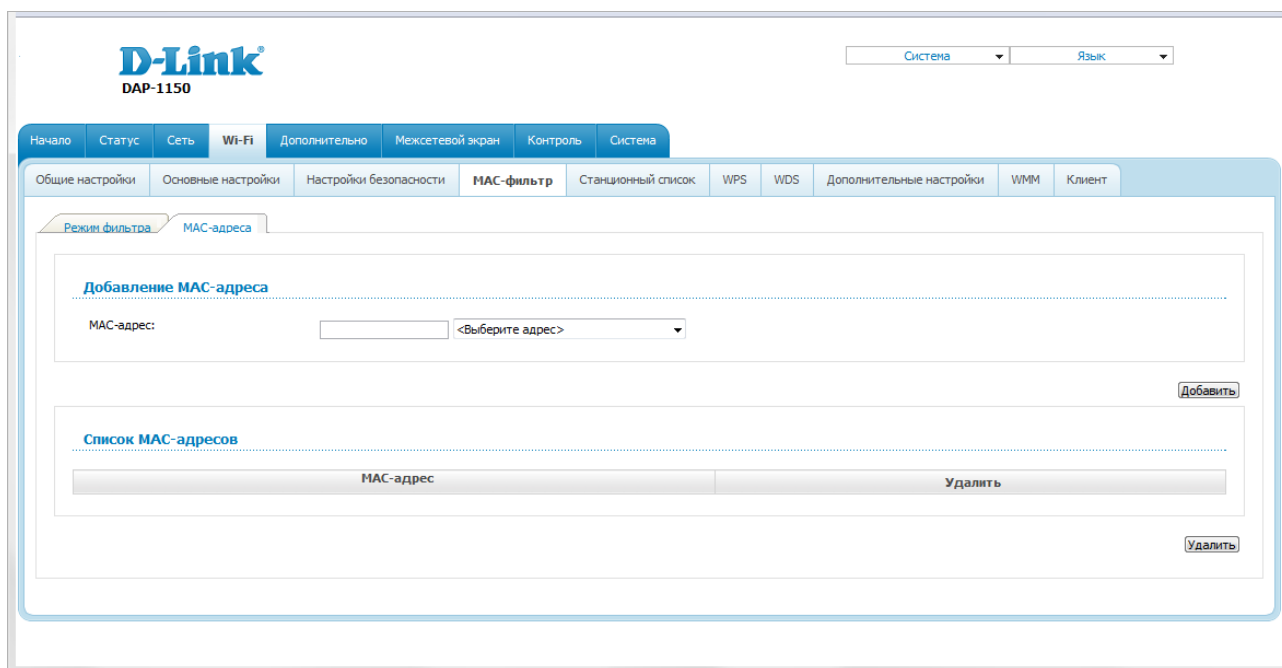 D-Link®
DAP-1150
Система Язык
Начало Статус Сеть Wi-Fi Дополнительно Межсетевой экран Контроль Система
Общие настройки Основные настройки Настройки безопасности MAC-фильтр Станционный список WPS WDS Дополнительные настройки WMM Клиент
Режим фильтра MAC-адреса
Добавление MAC-адреса
MAC-адрес: <Выберите адрес>
Добавить
Список MAC-адресов
MAC-адрес Удалить
Удалить